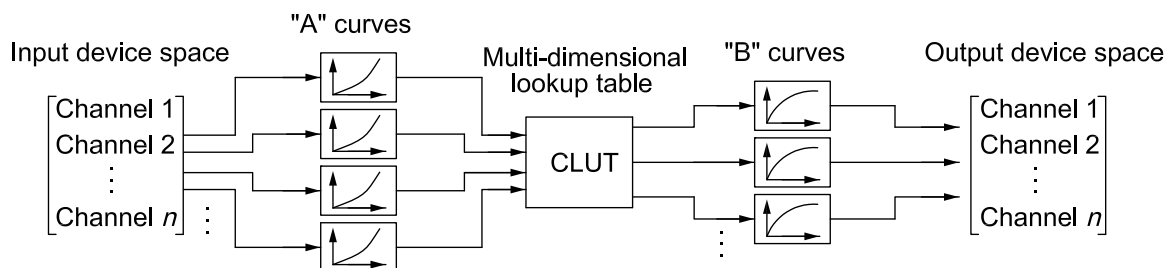 Input device space
Channel 1
Channel 2
⋮
Channel n
⋮
"A" curves
Multi-dimensional
lookup table
CLUT
"B" curves
⋮
Output device space
Channel 1
Channel 2
⋮
Channel n